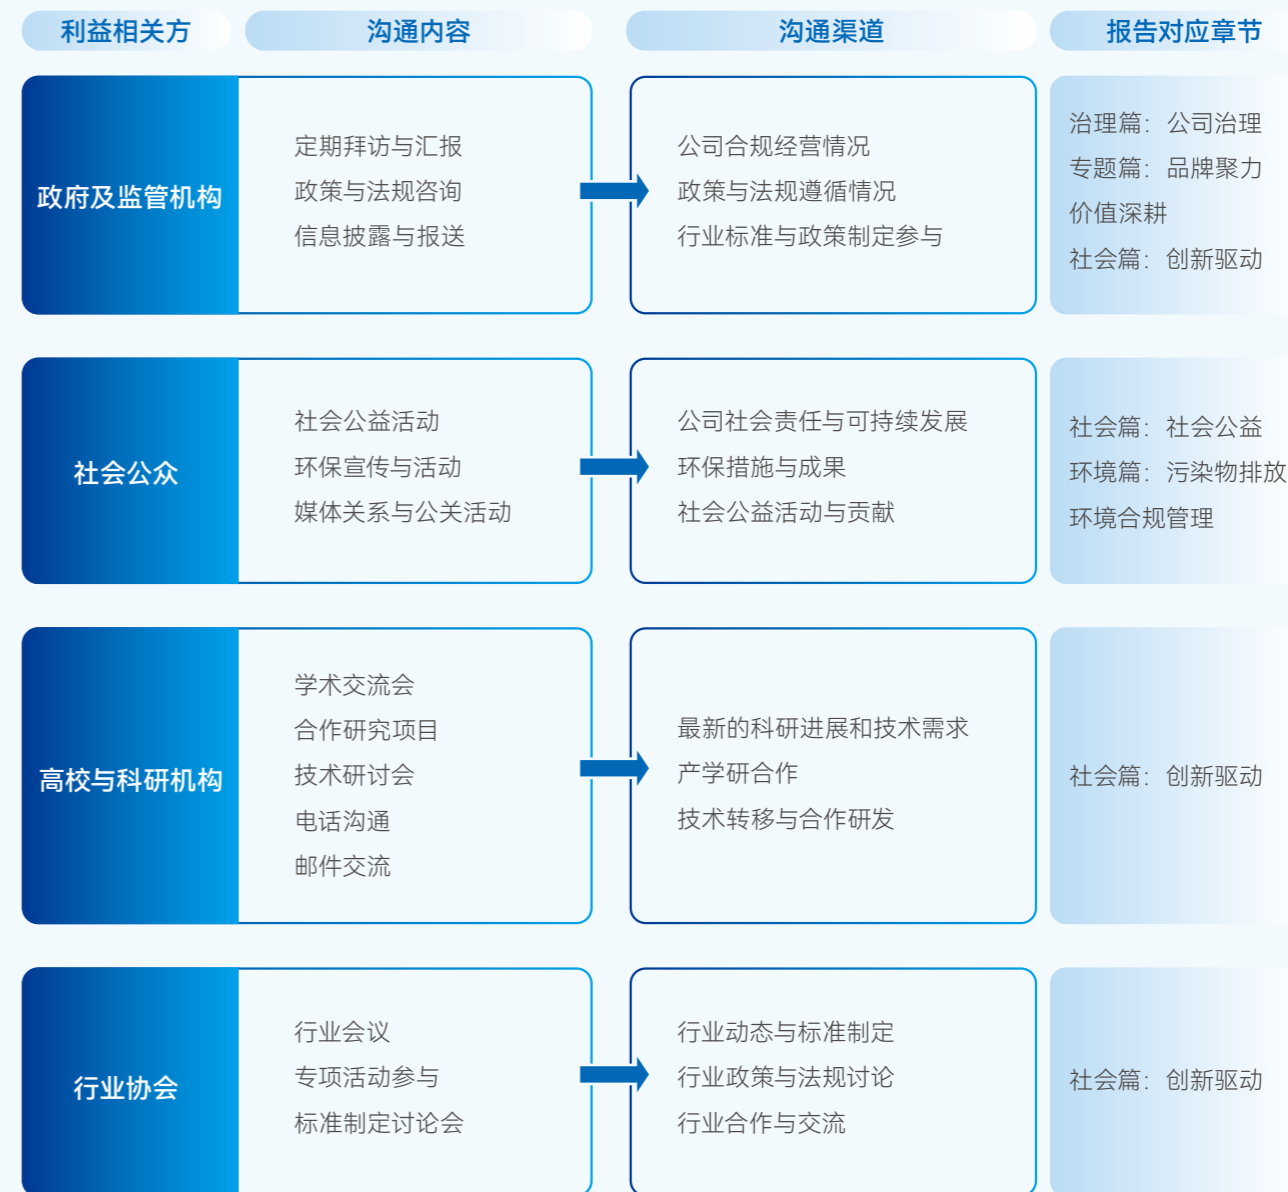 利益相关方
沟通内容
沟通渠道
报告对应章节
政府及监管机构
定期拜访与汇报
政策与法规咨询
信息披露与报送
公司合规经营情况
政策与法规遵循情况
行业标准与政策制定参与
治理篇：公司治理
专题篇：品牌聚力
价值深耕
社会篇：创新驱动
社会公众
社会公益活动
环保宣传与活动
媒体关系与公关活动
公司社会责任与可持续发展
环保措施与成果
社会公益活动与贡献
社会篇：社会公益
环境篇：污染物排放
环境合规管理
高校与科研机构
学术交流会
合作研究项目
技术研讨会
电话沟通
邮件交流
最新的科研进展和技术需求
产学研合作
技术转移与合作研发
社会篇：创新驱动
行业协会
行业会议
专项活动参与
标准制定讨论会
行业动态与标准制定
行业政策与法规讨论
行业合作与交流
社会篇：创新驱动